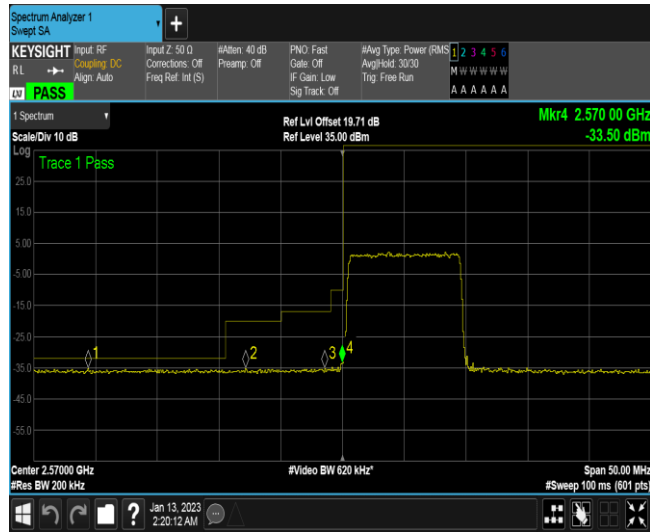 Spectrum Analyzer 1
Swept SA
+
KEYSIGHT Input: RF Input Z: 50 Ω #Atten: 40 dB PNO: Fast #Avg Type: Power (RMS 1 2 3 4 5 6
RL Coupling: DC Corrections: Off Preamp: Off Gate: Off Avg|Hold: 30/30 M W W W W W
Align: Auto Freq Ref: Int (S) IF Gain: Low Trig: Free Run
LXI PASS Sig Track: Off A A A A A A
1 Spectrum Ref Lvl Offset 19.71 dB Mkr4 2.570 00 GHz
Scale/Div 10 dB Ref Level 35.00 dBm -33.50 dBm
Log
Trace 1 Pass
25.0
15.0
5.00
-5.00
-15.0
-25.0
1 2 3 4
-35.0
-45.0
-55.0
Center 2.57000 GHz #Video BW 620 kHz* Span 50.00 MHz
#Res BW 200 kHz #Sweep 100 ms (601 pts)
? Jan 13, 2023
2:20:12 AM